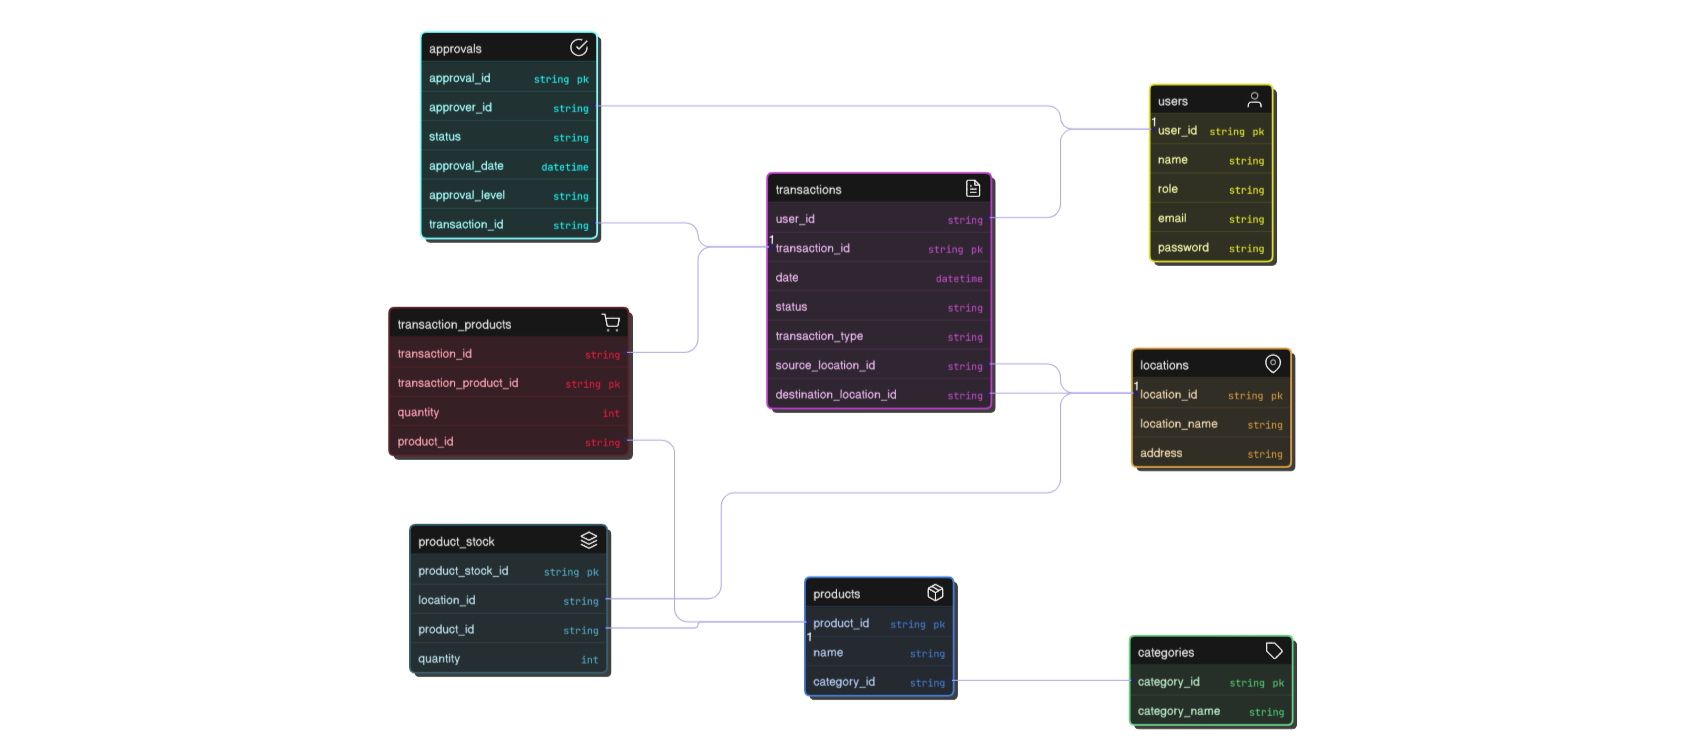 approvals
approval_id string pk
approver_id string
status string
approval_date datetime
approval_level string
transaction_id string
users
1
user_id string pk
name string
role string
email string
password string
transactions
user_id string
1
transaction_id string pk
date datetime
status string
transaction_type string
source_location_id string
destination_location_id string
transaction_products
transaction_id string
transaction_product_id string pk
quantity int
product_id string
locations
1
location_id string pk
location_name string
address string
product_stock
product_stock_id string pk
location_id string
product_id string
quantity int
products
product_id string pk
1
name string
category_id string
categories
category_id string pk
category_name string